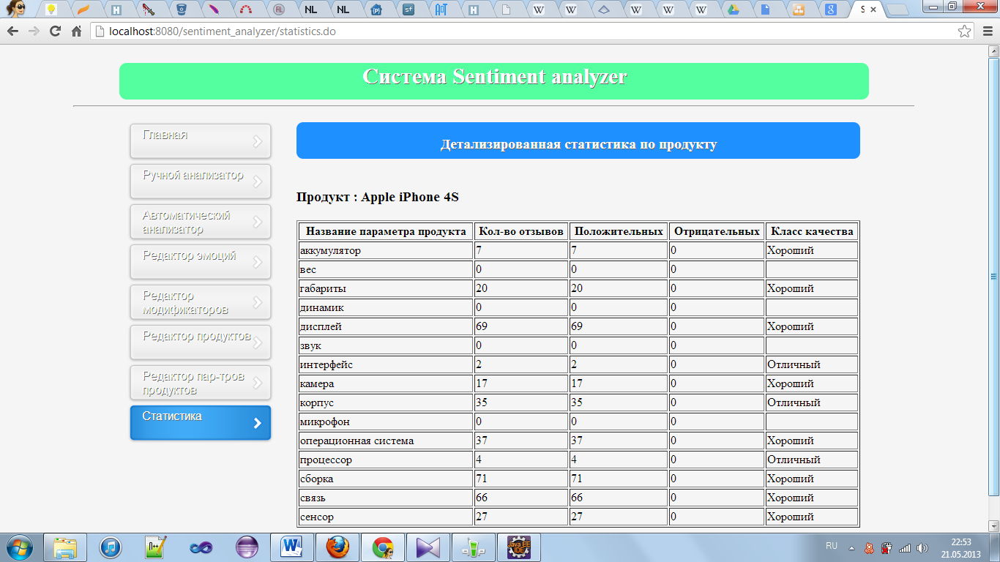 NL NL sf АОТ W W W W W 8 S
localhost:8080/sentiment_analyzer/statistics.do
Система Sentiment analyzer
Главная
Ручной анализатор
Автоматический
анализатор
Редактор эмоций
Редактор
модификаторов
Редактор продуктов
Редактор пар-тров
продуктов
Статистика
Детализированная статистика по продукту
Продукт : Apple iPhone 4S
Название параметра продукта Кол-во отзывов Положительных Отрицательных Класс качества
аккумулятор 7 7 0 Хороший
вес 0 0 0
габариты 20 20 0 Хороший
динамик 0 0 0
дисплей 69 69 0 Хороший
звук 0 0 0
интерфейс 2 2 0 Отличный
камера 17 17 0 Хороший
корпус 35 35 0 Отличный
микрофон 0 0 0
операционная система 37 37 0 Хороший
процессор 4 4 0 Отличный
сборка 71 71 0 Хороший
связь 66 66 0 Хороший
сенсор 27 27 0 Хороший
Java EE
IDE
RU
22:53
21.05.2013